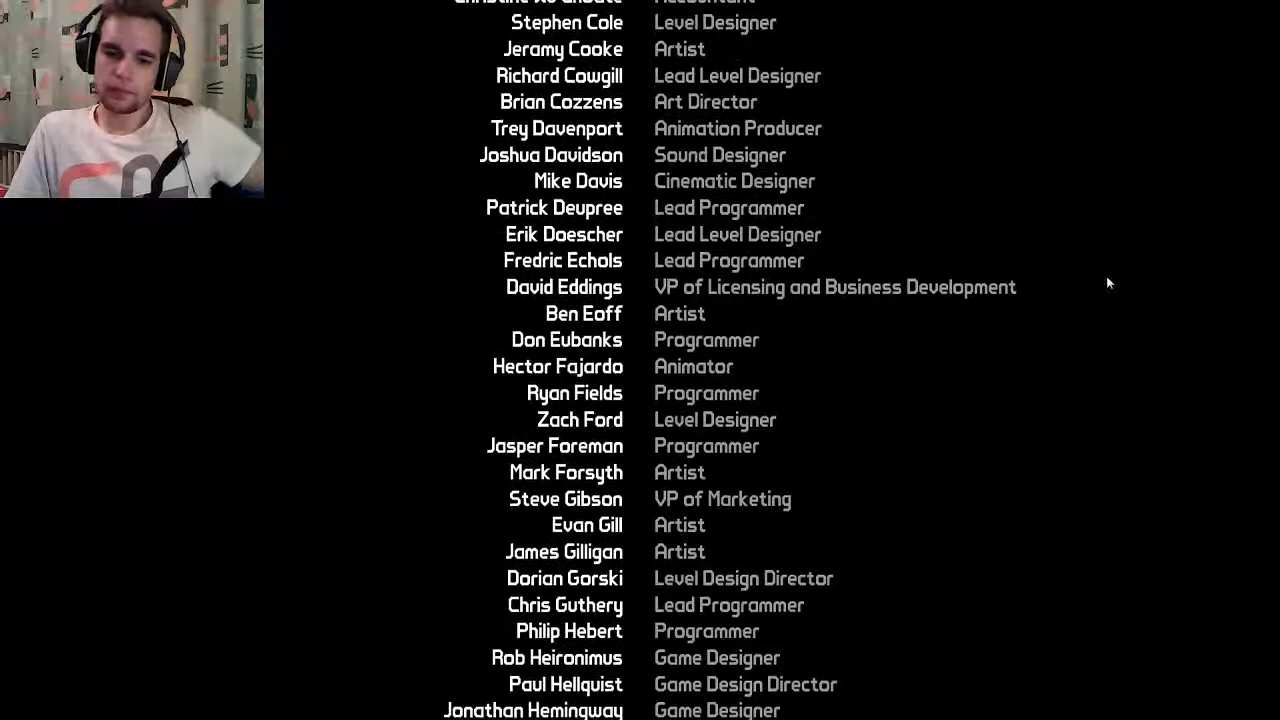 Stephen Cole Level Designer
Jeramy Cooke Artist
Richard Cowgill Lead Level Designer
Brian Cozzens Art Director
Trey Davenport Animation Producer
Joshua Davidson Sound Designer
Mike Davis Cinematic Designer
Patrick Deupree Lead Programmer
Erik Doescher Lead Level Designer
Fredric Echols Lead Programmer
David Eddings VP of Licensing and Business Development
Ben Eoff Artist
Don Eubanks Programmer
Hector Fajardo Animator
Ryan Fields Programmer
Zach Ford Level Designer
Jasper Foreman Programmer
Mark Forsyth Artist
Steve Gibson VP of Marketing
Evan Gill Artist
James Gilligan Artist
Dorian Gorski Level Design Director
Chris Guthery Lead Programmer
Philip Hebert Programmer
Rob Heironimus Game Designer
Paul Hellquist Game Design Director
Jonathan Hemingway Game Designer